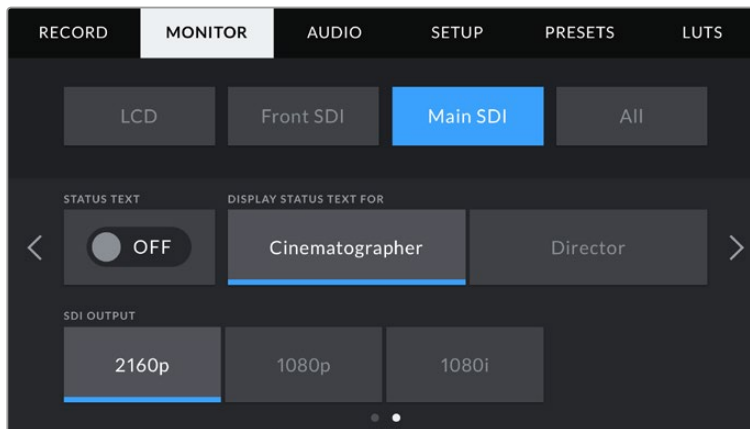 RECORD MONITOR AUDIO SETUP PRESETS LUTS
LCD Front SDI Main SDI All
STATUS TEXT DISPLAY STATUS TEXT FOR
OFF Cinematographer Director
SDI OUTPUT
2160p 1080p 1080i